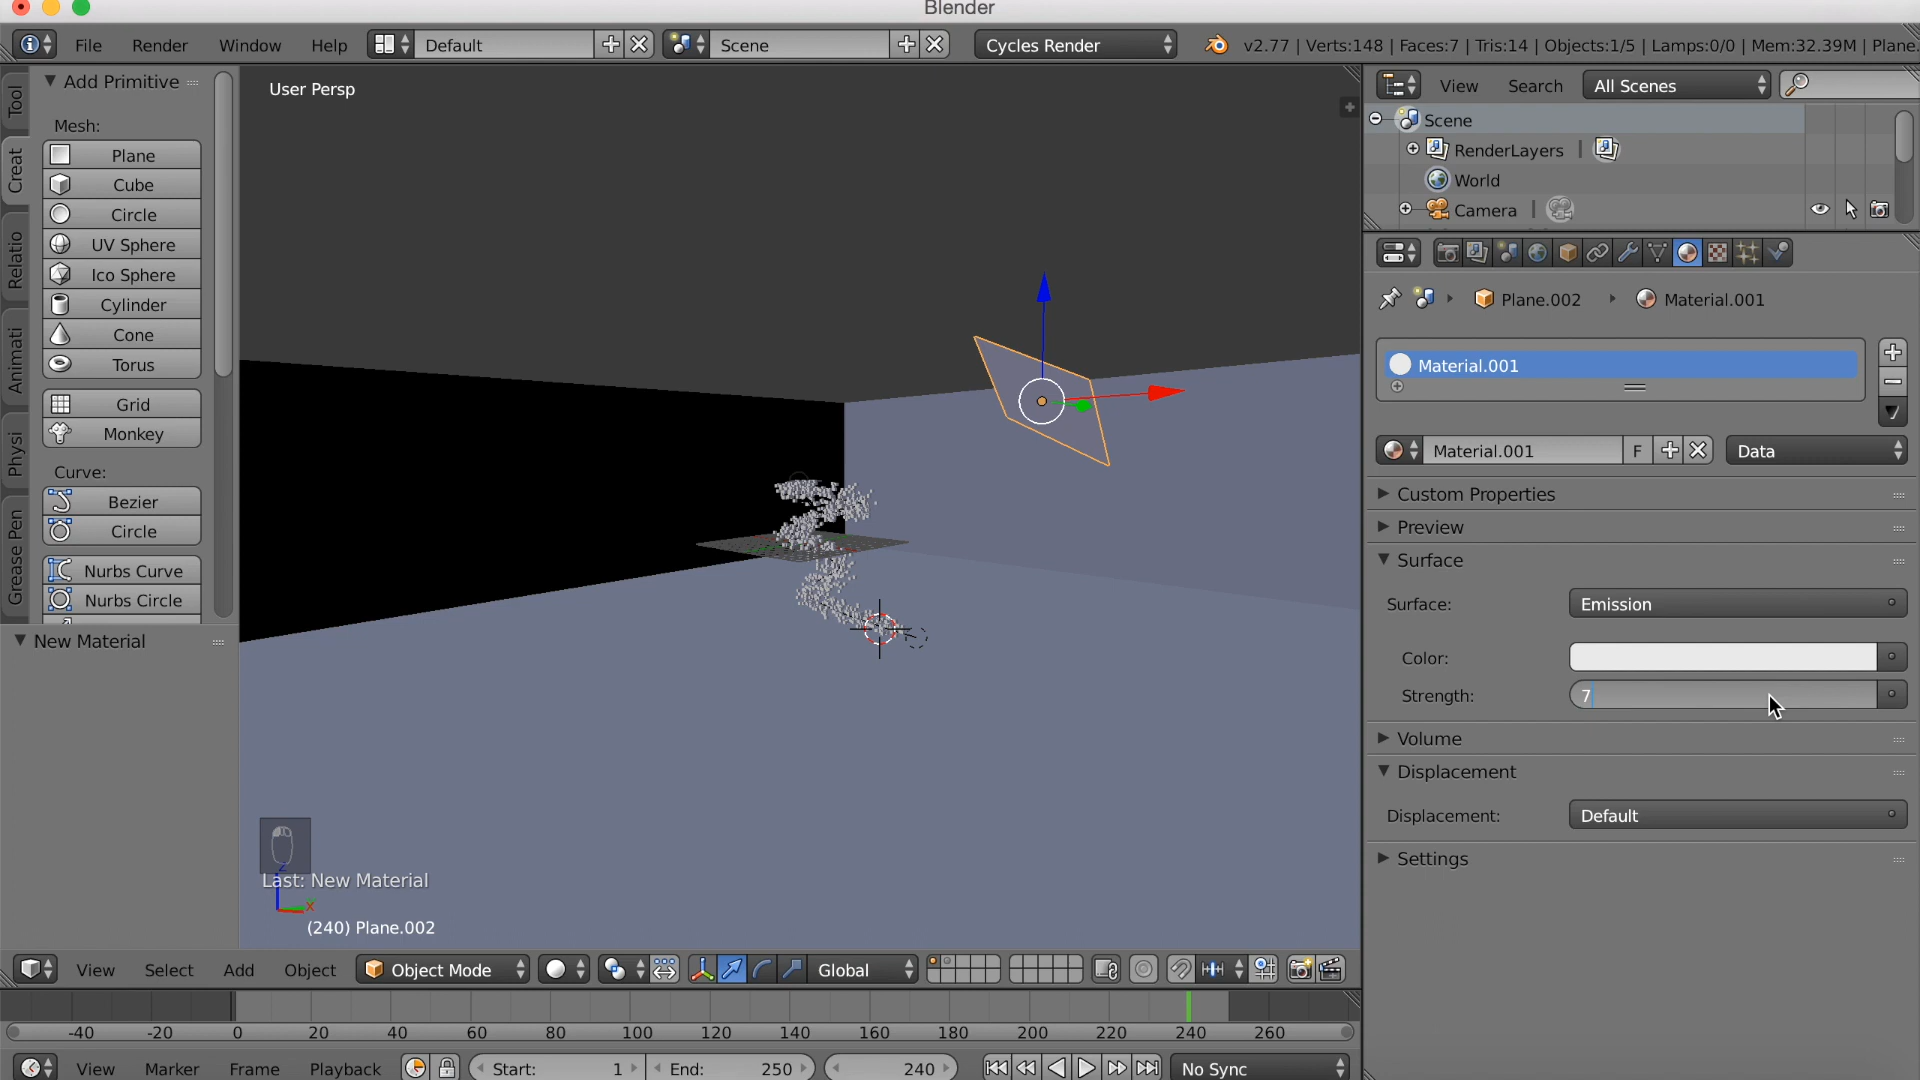 Blender
File Render Window Help Default Scene Cycles Render v2.77 | Verts:148 | Faces:7 | Tris:14 | Objects:1/5 | Lamps:0/0 | Mem:32.39M | Plane.
Tool
Creat
Relatio
Animati
Physi
Grease Pen
Add Primitive
Mesh:
Plane
Cube
Circle
UV Sphere
Ico Sphere
Cylinder
Cone
Torus
Grid
Monkey
Curve:
Bezier
Circle
Nurbs Curve
Nurbs Circle
New Material
User Persp
Last: New Material
z
x
(240) Plane.002
View Select Add Object Object Mode Global
-40 -20 0 20 40 60 80 100 120 140 160 180 200 220 240 260
View Marker Frame Playback Start: 1 End: 250 240 No Sync
View Search All Scenes
Scene
RenderLayers |
World
Camera |
Plane.002 Material.001
Material.001
Material.001 F Data
Custom Properties
Preview
Surface
Surface: Emission
Color:
Strength: 7
Volume
Displacement
Displacement: Default
Settings